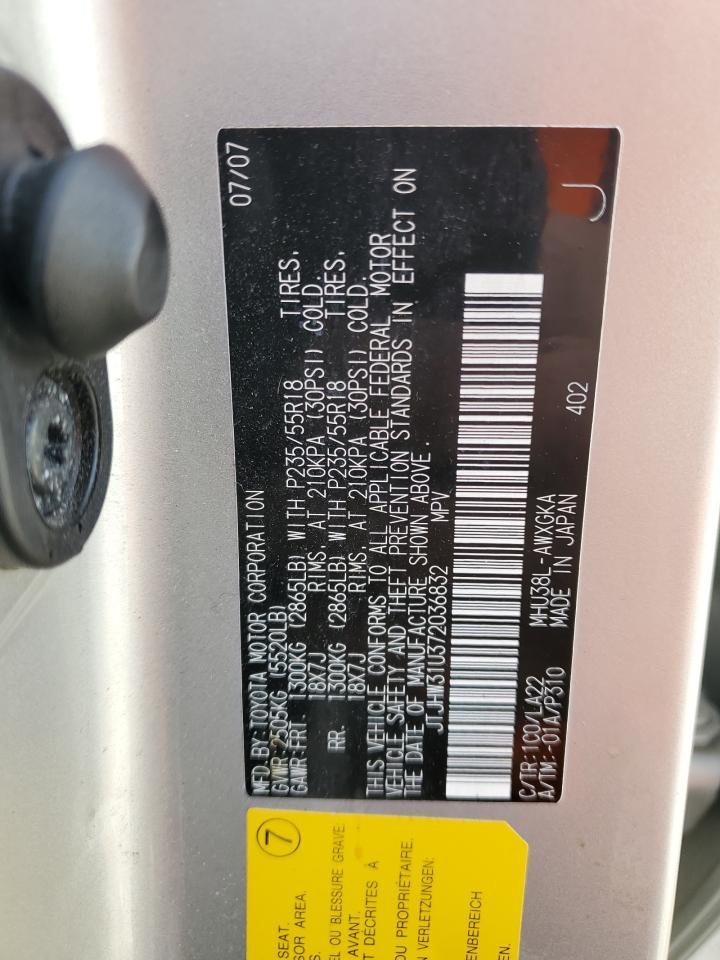 MFD.BY:TOYOTA MOTOR CORPORATION 07/07
GVWR:2505KG (5520LB)
GAWR:FRT. 1300KG (2865LB) WITH P235/55R18 TIRES,
18X7J RIMS, AT 210KPA (30PSI) COLD.
RR. 1300KG (2865LB) WITH P235/55R18 TIRES,
18X7J RIMS, AT 210KPA (30PSI) COLD.
THIS VEHICLE CONFORMS TO ALL APPLICABLE FEDERAL MOTOR
VEHICLE SAFETY AND THEFT PREVENTION STANDARDS IN EFFECT ON
THE DATE OF MANUFACTURE SHOWN ABOVE.
JTJHW31U372036832 MPV
C/TR:1C0/LA22 MHU38L-AWXGKA 402
A/TM:-01A/P310 MADE IN JAPAN
J
7
SEAT.
SOR AREA.
S.
EL OU BLESSURE GRAVE:
AVANT.
T DÉCRITES À
OU PROPRIÉTAIRE.
N VERLETZUNGEN:
ENBEREICH
EN.